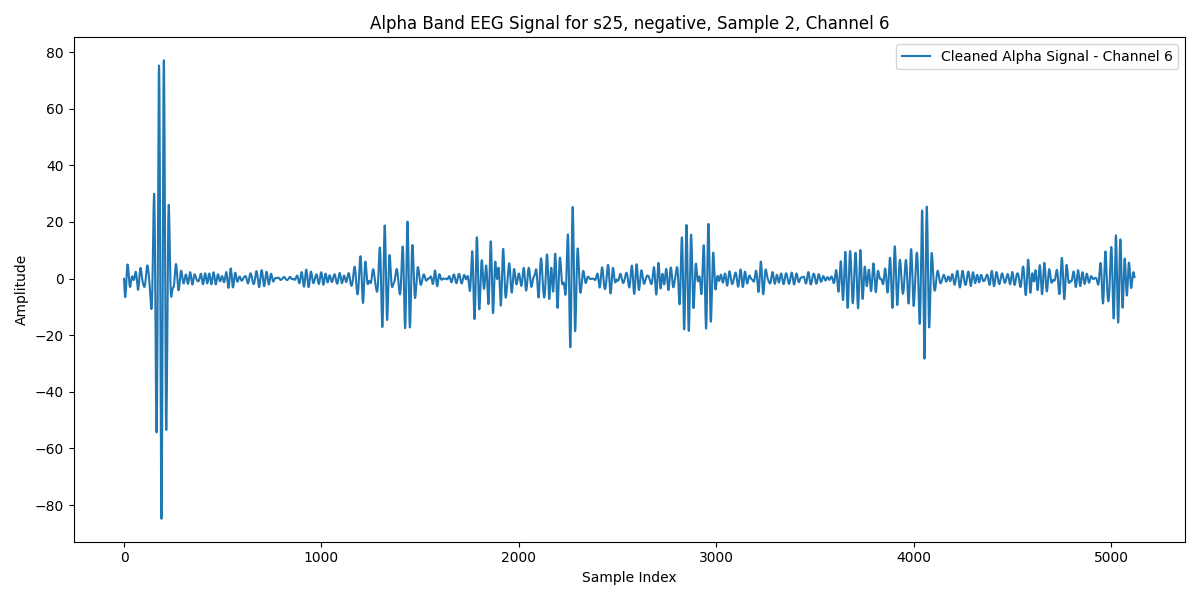 Alpha Band EEG Signal for s25, negative, Sample 2, Channel 6
Cleaned Alpha Signal - Channel 6
Amplitude
80
60
40
20
0
−20
−40
−60
−80
0 1000 2000 3000 4000 5000
Sample Index